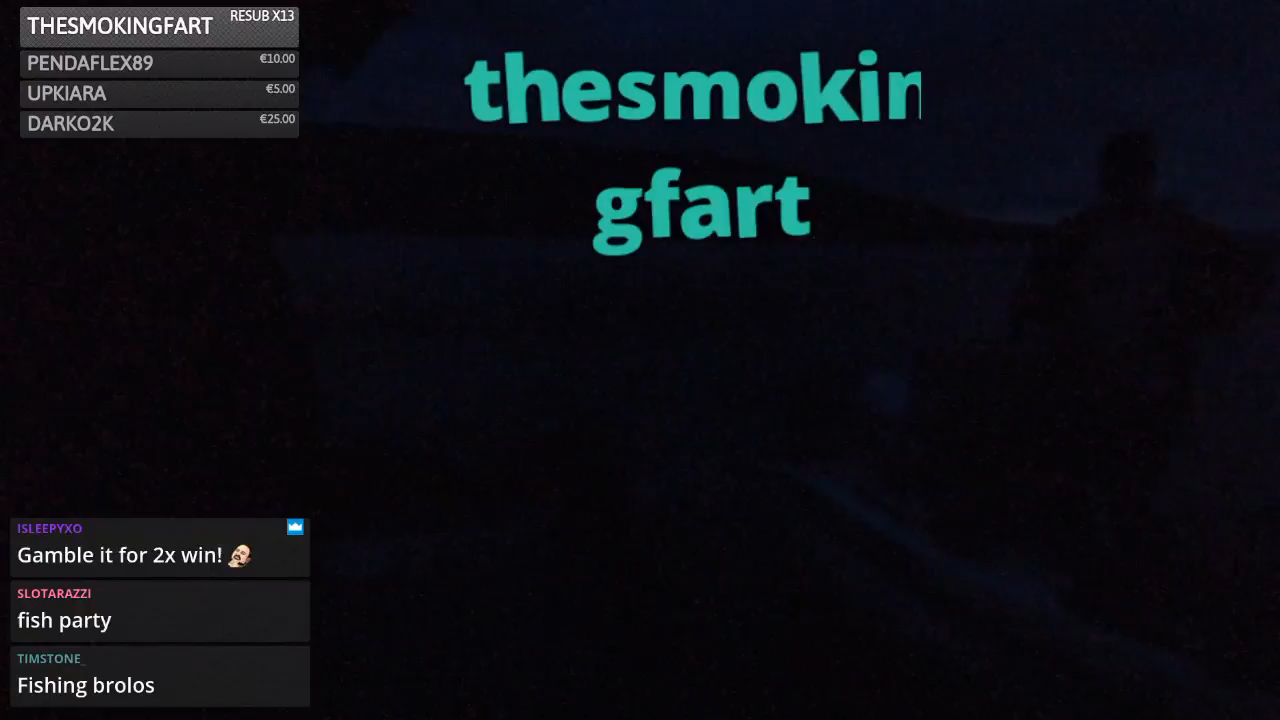 THESMOKINGFART RESUB X13
PENDAFLEX89 €10.00
UPKIARA €5.00
DARKO2K €25.00
thesmokin
gfart
ISLEEPYXO
Gamble it for 2x win!
SLOTARAZZI
fish party
TIMSTONE_
Fishing brolos